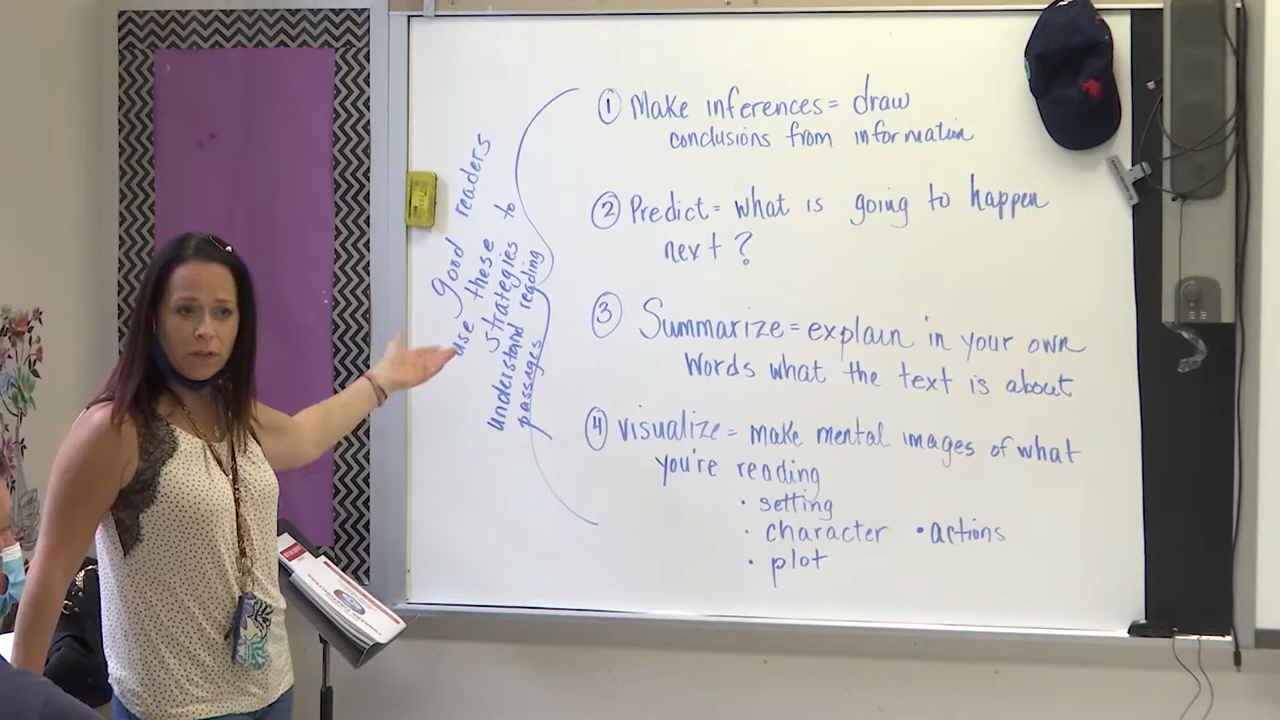 good readers
use these
strategies to
understand reading
passages
① Make inferences = draw
conclusions from information
② Predict = what is going to happen
next?
③ Summarize = explain in your own
words what the text is about
④ visualize = make mental images of what
you're reading
• setting
• character • actions
• plot